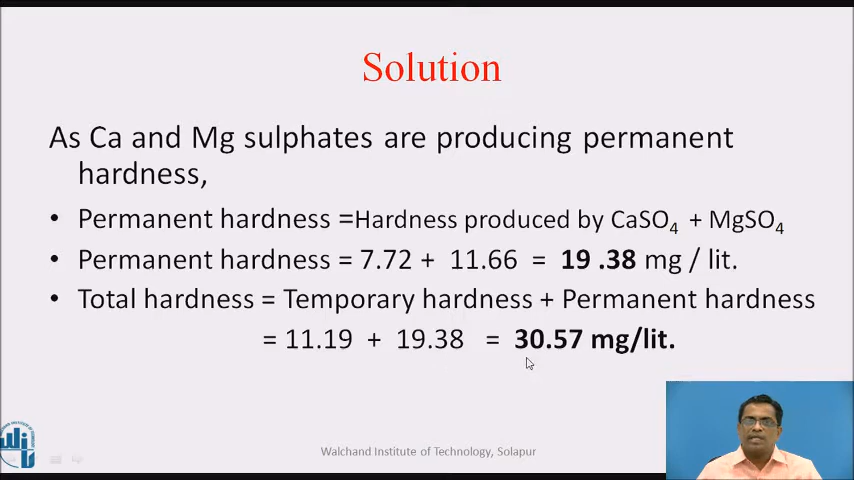 Solution
As Ca and Mg sulphates are producing permanent
hardness,
• Permanent hardness =Hardness produced by CaSO₄ + MgSO₄
• Permanent hardness = 7.72 + 11.66 = 19 .38 mg / lit.
• Total hardness = Temporary hardness + Permanent hardness
= 11.19 + 19.38 = 30.57 mg/lit.
Walchand Institute of Technology, Solapur